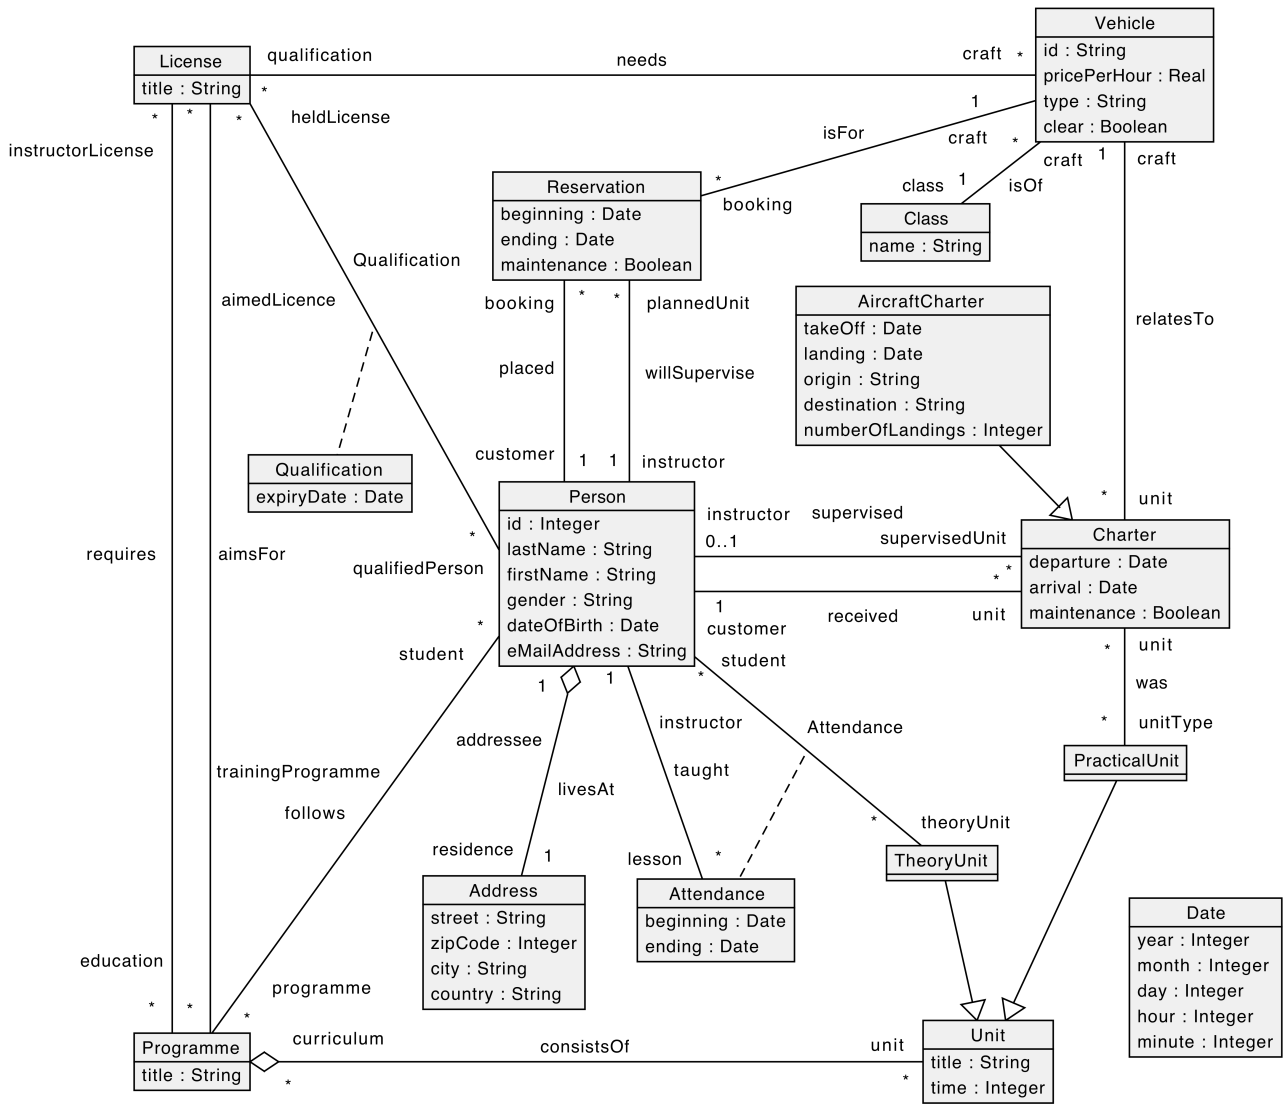 Vehicle
id : String
pricePerHour : Real
type : String
clear : Boolean
License
title : String
qualification
*
needs
craft
*
heldLicense
*
*
*
instructorLicense
aimedLicence
1
craft
isFor
*
booking
*
craft
1
class
isOf
Class
name : String
1
craft
relatesTo
*
unit
Reservation
beginning : Date
ending : Date
maintenance : Boolean
booking
*
*
plannedUnit
placed
willSupervise
customer
1
1
instructor
Qualification
Qualification
expiryDate : Date
AircraftCharter
takeOff : Date
landing : Date
origin : String
destination : String
numberOfLandings : Integer
Person
id : Integer
lastName : String
firstName : String
gender : String
dateOfBirth : Date
eMailAddress : String
instructor
0..1
supervised
supervisedUnit
*
*
1
customer
received
unit
Charter
departure : Date
arrival : Date
maintenance : Boolean
requires
aimsFor
*
qualifiedPerson
*
student
*
unit
was
*
unitType
PracticalUnit
1
addressee
livesAt
residence
1
1
instructor
taught
lesson
*
*
student
Attendance
*
theoryUnit
TheoryUnit
trainingProgramme
follows
Address
street : String
zipCode : Integer
city : String
country : String
Attendance
beginning : Date
ending : Date
Date
year : Integer
month : Integer
day : Integer
hour : Integer
minute : Integer
education
*
*
*
programme
Programme
title : String
curriculum
*
consistsOf
unit
*
Unit
title : String
time : Integer